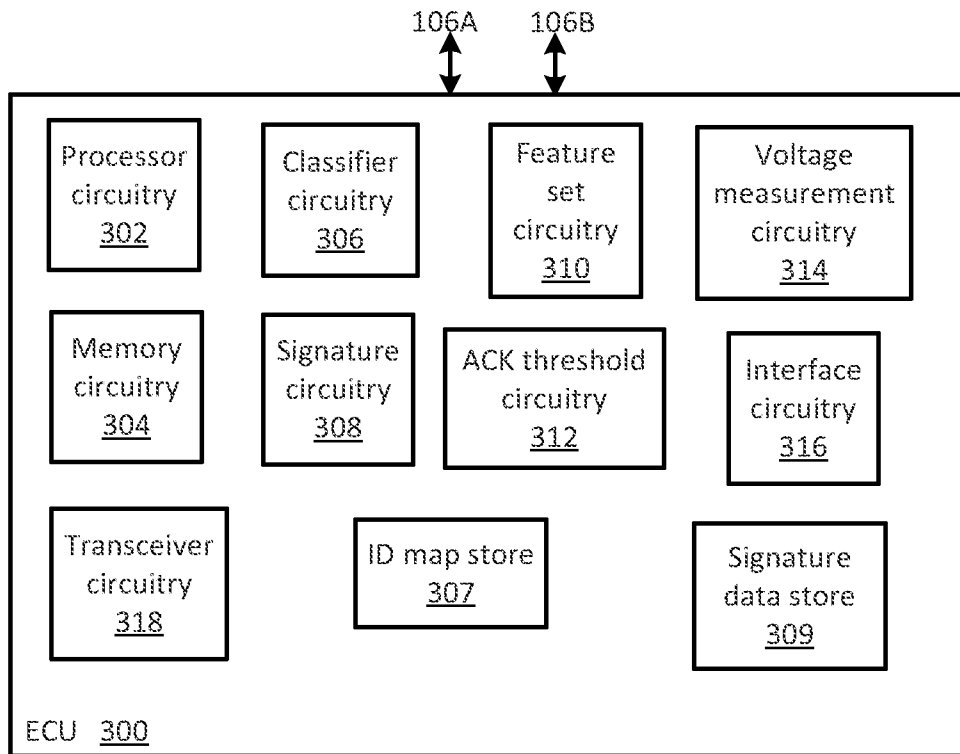 106A 106B
Processor
circuitry
302
Classifier
circuitry
306
Feature
set
circuitry
310
Voltage
measurement
circuitry
314
Memory
circuitry
304
Signature
circuitry
308
ACK threshold
circuitry
312
Interface
circuitry
316
Transceiver
circuitry
318
ID map store
307
Signature
data store
309
ECU 300